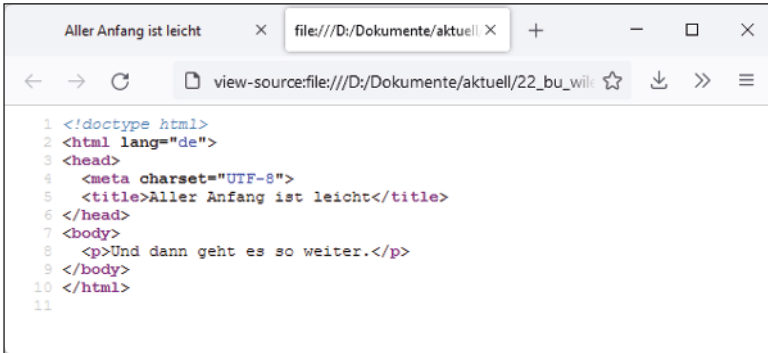 Aller Anfang ist leicht
file:///D:/Dokumente/aktuell
view-source:file:///D:/Dokumente/aktuell/22_bu_wile
1 <!doctype html>
2 <html lang="de">
3 <head>
4 <meta charset="UTF-8">
5 <title>Aller Anfang ist leicht</title>
6 </head>
7 <body>
8 <p>Und dann geht es so weiter.</p>
9 </body>
10 </html>
11